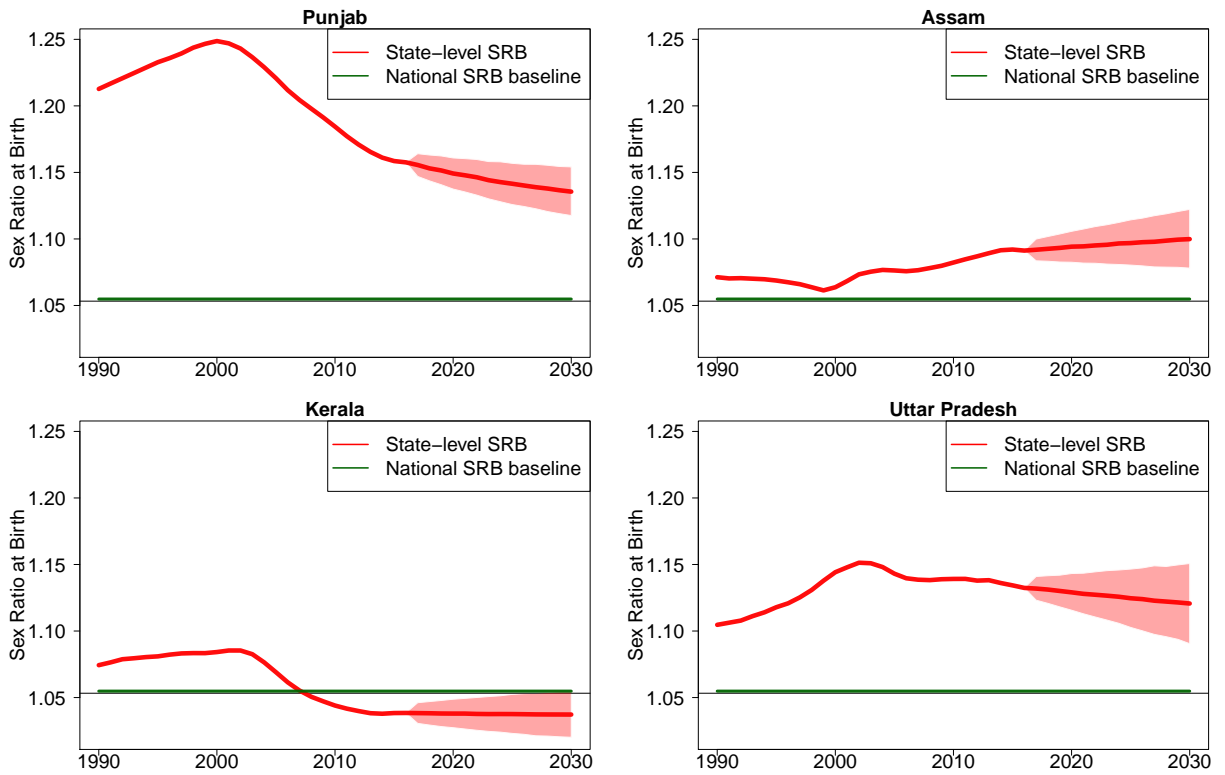 Punjab
Sex Ratio at Birth
1.25
1.20
1.15
1.10
1.05
State−level SRB
National SRB baseline
1990 2000 2010 2020 2030
Assam
Sex Ratio at Birth
1.25
1.20
1.15
1.10
1.05
State−level SRB
National SRB baseline
1990 2000 2010 2020 2030
Kerala
Sex Ratio at Birth
1.25
1.20
1.15
1.10
1.05
State−level SRB
National SRB baseline
1990 2000 2010 2020 2030
Uttar Pradesh
Sex Ratio at Birth
1.25
1.20
1.15
1.10
1.05
State−level SRB
National SRB baseline
1990 2000 2010 2020 2030